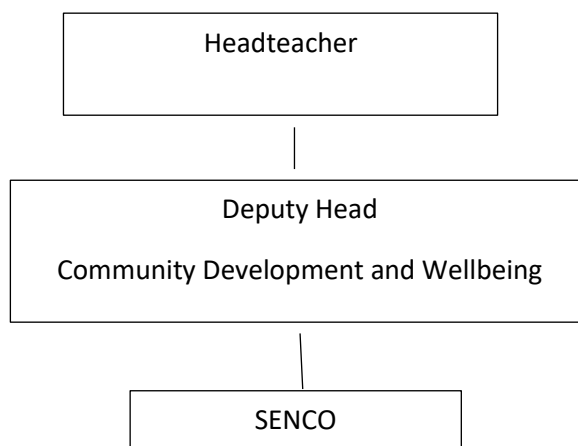 Headteacher
Deputy Head
Community Development and Wellbeing
SENCO